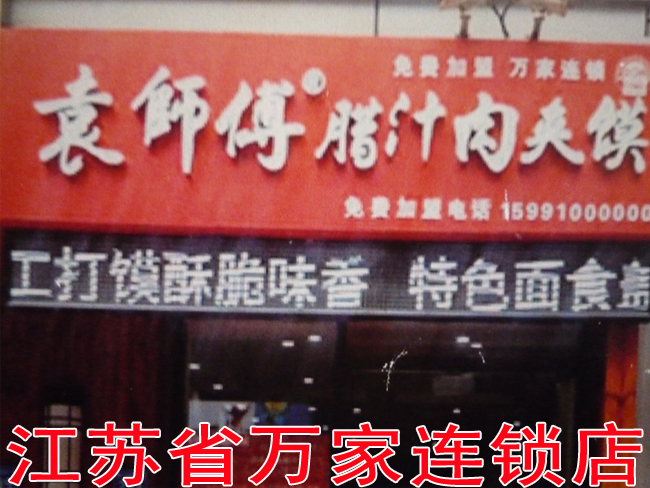 免费加盟 万家连锁
袁師傅®腊汁肉夹馍
免费加盟电话 15991000000
工打馍酥脆味香 特色面食盖
江苏省万家连锁店